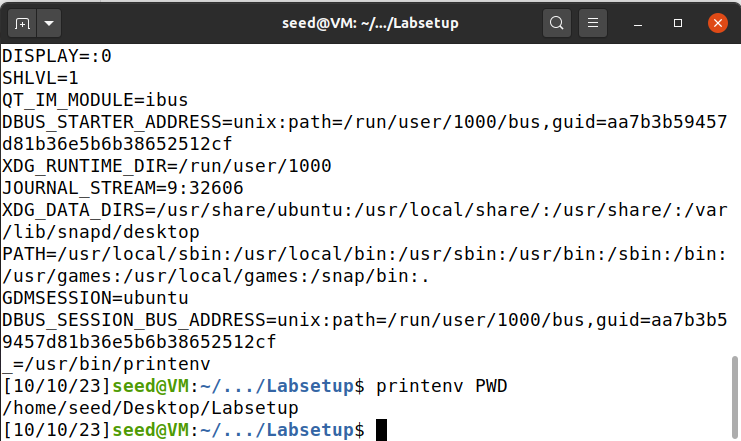 seed@VM: ~/.../Labsetup
DISPLAY=:0
SHLVL=1
QT_IM_MODULE=ibus
DBUS_STARTER_ADDRESS=unix:path=/run/user/1000/bus,guid=aa7b3b59457
d81b36e5b6b38652512cf
XDG_RUNTIME_DIR=/run/user/1000
JOURNAL_STREAM=9:32606
XDG_DATA_DIRS=/usr/share/ubuntu:/usr/local/share/:/usr/share/:/var
/lib/snapd/desktop
PATH=/usr/local/sbin:/usr/local/bin:/usr/sbin:/usr/bin:/sbin:/bin:
/usr/games:/usr/local/games:/snap/bin:.
GDMSESSION=ubuntu
DBUS_SESSION_BUS_ADDRESS=unix:path=/run/user/1000/bus,guid=aa7b3b5
9457d81b36e5b6b38652512cf
_=/usr/bin/printenv
[10/10/23]seed@VM:~/.../Labsetup$ printenv PWD
/home/seed/Desktop/Labsetup
[10/10/23]seed@VM:~/.../Labsetup$